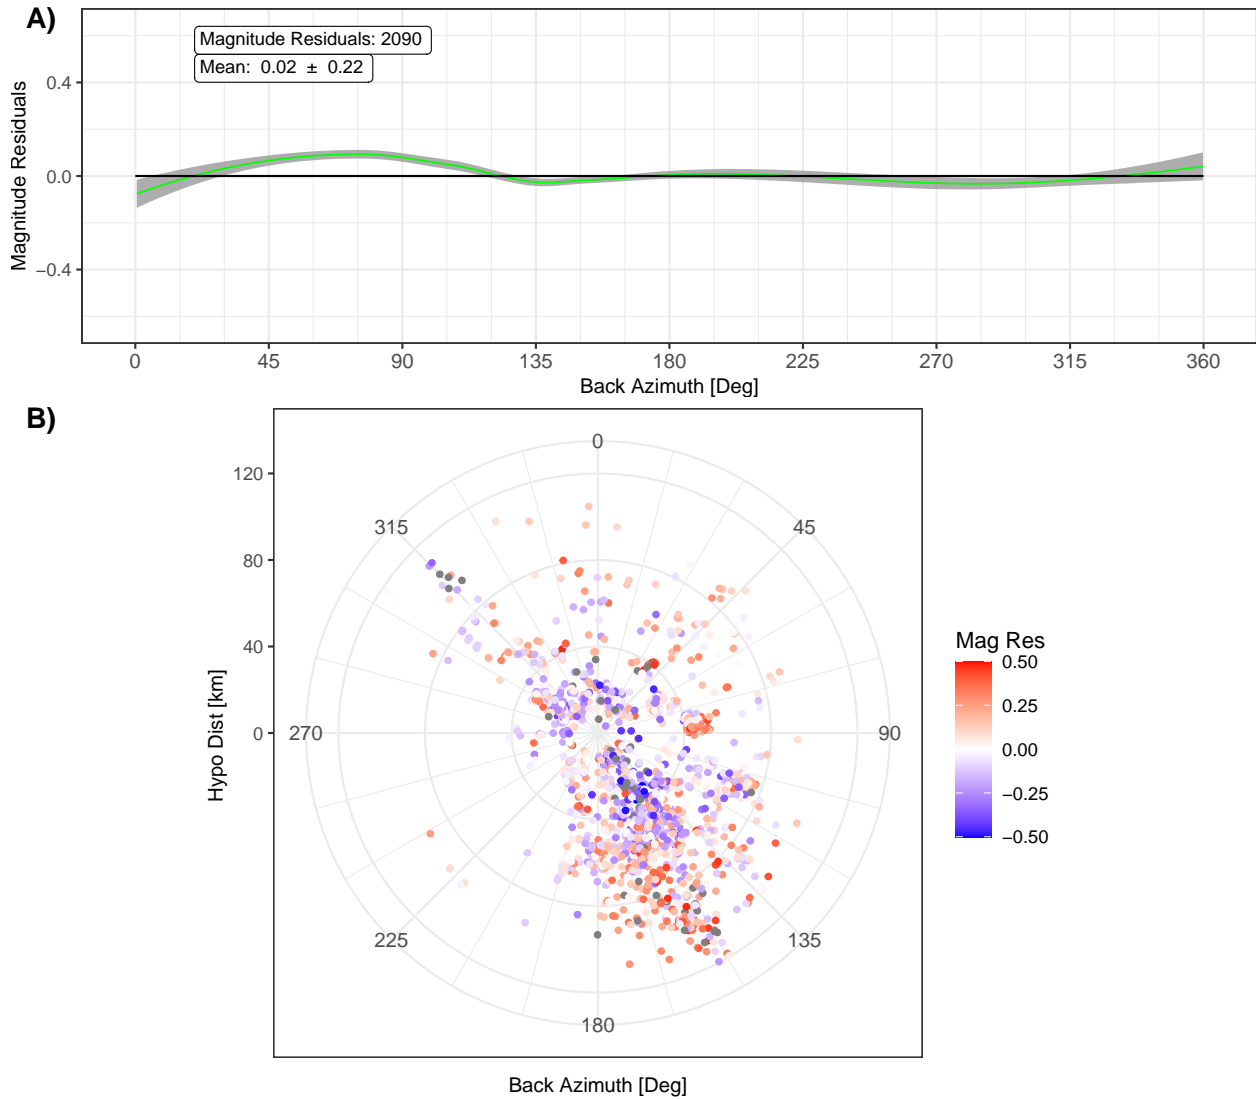 A)
Magnitude Residuals: 2090
Mean:  0.02  ±  0.22
0.4
0.0
−0.4
Magnitude Residuals
0 45 90 135 180 225 270 315 360
Back Azimuth [Deg]
B)
0
45
90
135
180
225
270
315
120
80
40
0
Hypo Dist [km]
Back Azimuth [Deg]
Mag Res
0.50
0.25
0.00
−0.25
−0.50